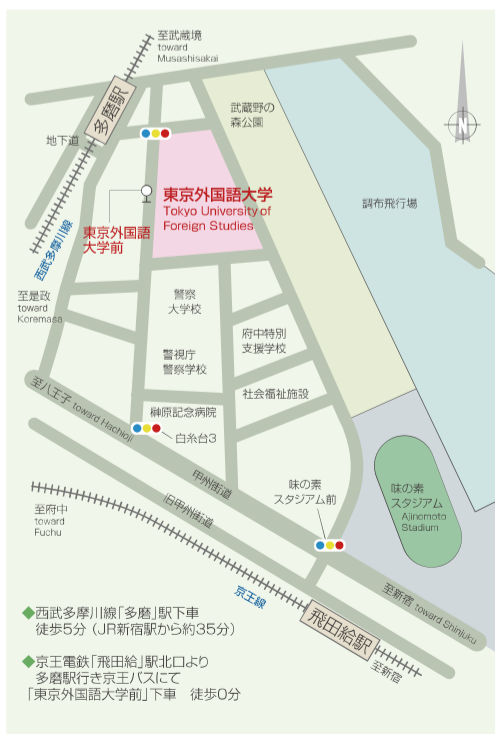 至武蔵境
toward
Musashisakai
多磨駅
地下道
武蔵野の
森公園
N
東京外国語大学
Tokyo University of
Foreign Studies
調布飛行場
東京外国語
大学前
西武多摩川線
至是政
toward
Koremasa
警察
大学校
府中特別
支援学校
警視庁
警察学校
社会福祉施設
至八王子 toward Hachioji
榊原記念病院
白糸台3
甲州街道
味の素
スタジアム前
味の素
スタジアム
Ajinomoto
Stadium
旧甲州街道
至府中
toward
Fuchu
京王線
至新宿 toward Shinjuku
飛田給駅
至新宿
◆西武多摩川線「多磨」駅下車
徒歩5分（JR新宿駅から約35分）
◆京王電鉄「飛田給」駅北口より
多磨駅行き京王バスにて
「東京外国語大学前」下車　徒歩0分